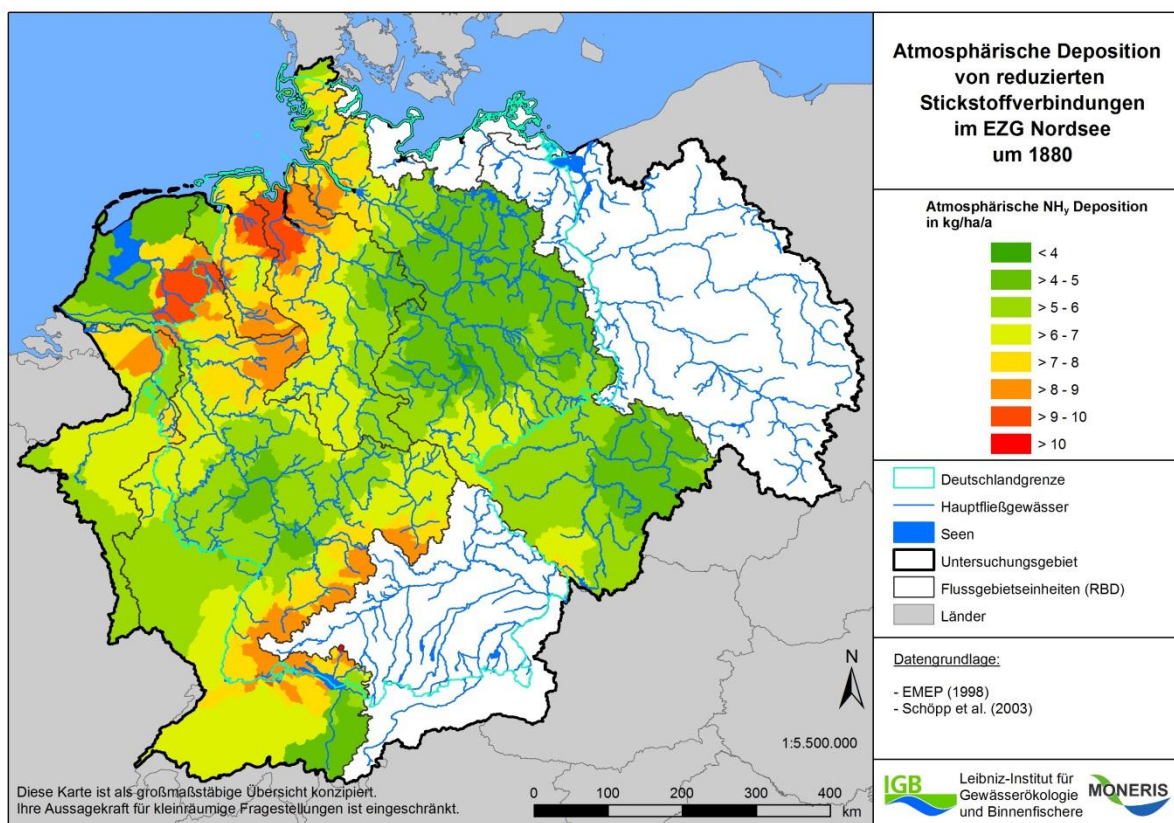 Atmosphärische Deposition
von reduzierten
Stickstoffverbindungen
im EZG Nordsee
um 1880
Atmosphärische NHy Deposition
in kg/ha/a
< 4
> 4 - 5
> 5 - 6
> 6 - 7
> 7 - 8
> 8 - 9
> 9 - 10
> 10
Deutschlandgrenze
Hauptfließgewässer
Seen
Untersuchungsgebiet
Flussgebietseinheiten (RBD)
Länder
Datengrundlage:
- EMEP (1998)
- Schöpp et al. (2003)
N
1:5.500.000
Diese Karte ist als großmaßstäbige Übersicht konzipiert.
Ihre Aussagekraft für kleinräumige Fragestellungen ist eingeschränkt.
0 100 200 300 400
km
IGB
Leibniz-Institut für
Gewässerökologie
und Binnenfischere
MONERIS